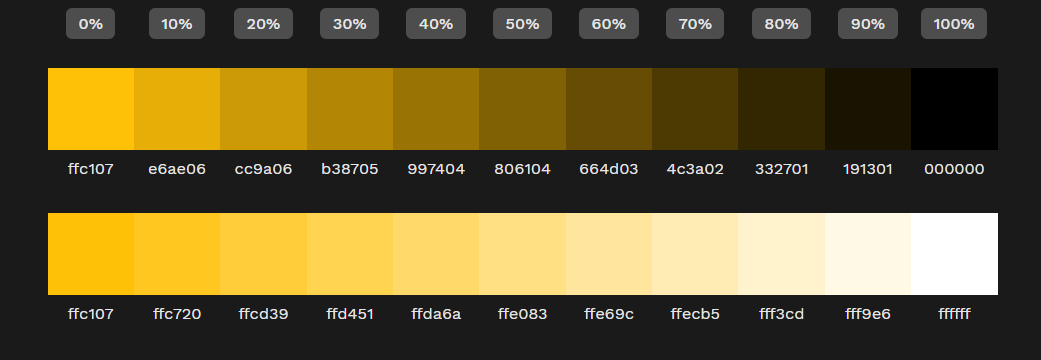 0% 10% 20% 30% 40% 50% 60% 70% 80% 90% 100%
ffc107 e6ae06 cc9a06 b38705 997404 806104 664d03 4c3a02 332701 191301 000000
ffc107 ffc720 ffcd39 ffd451 ffda6a ffe083 ffe69c ffecb5 fff3cd fff9e6 ffffff